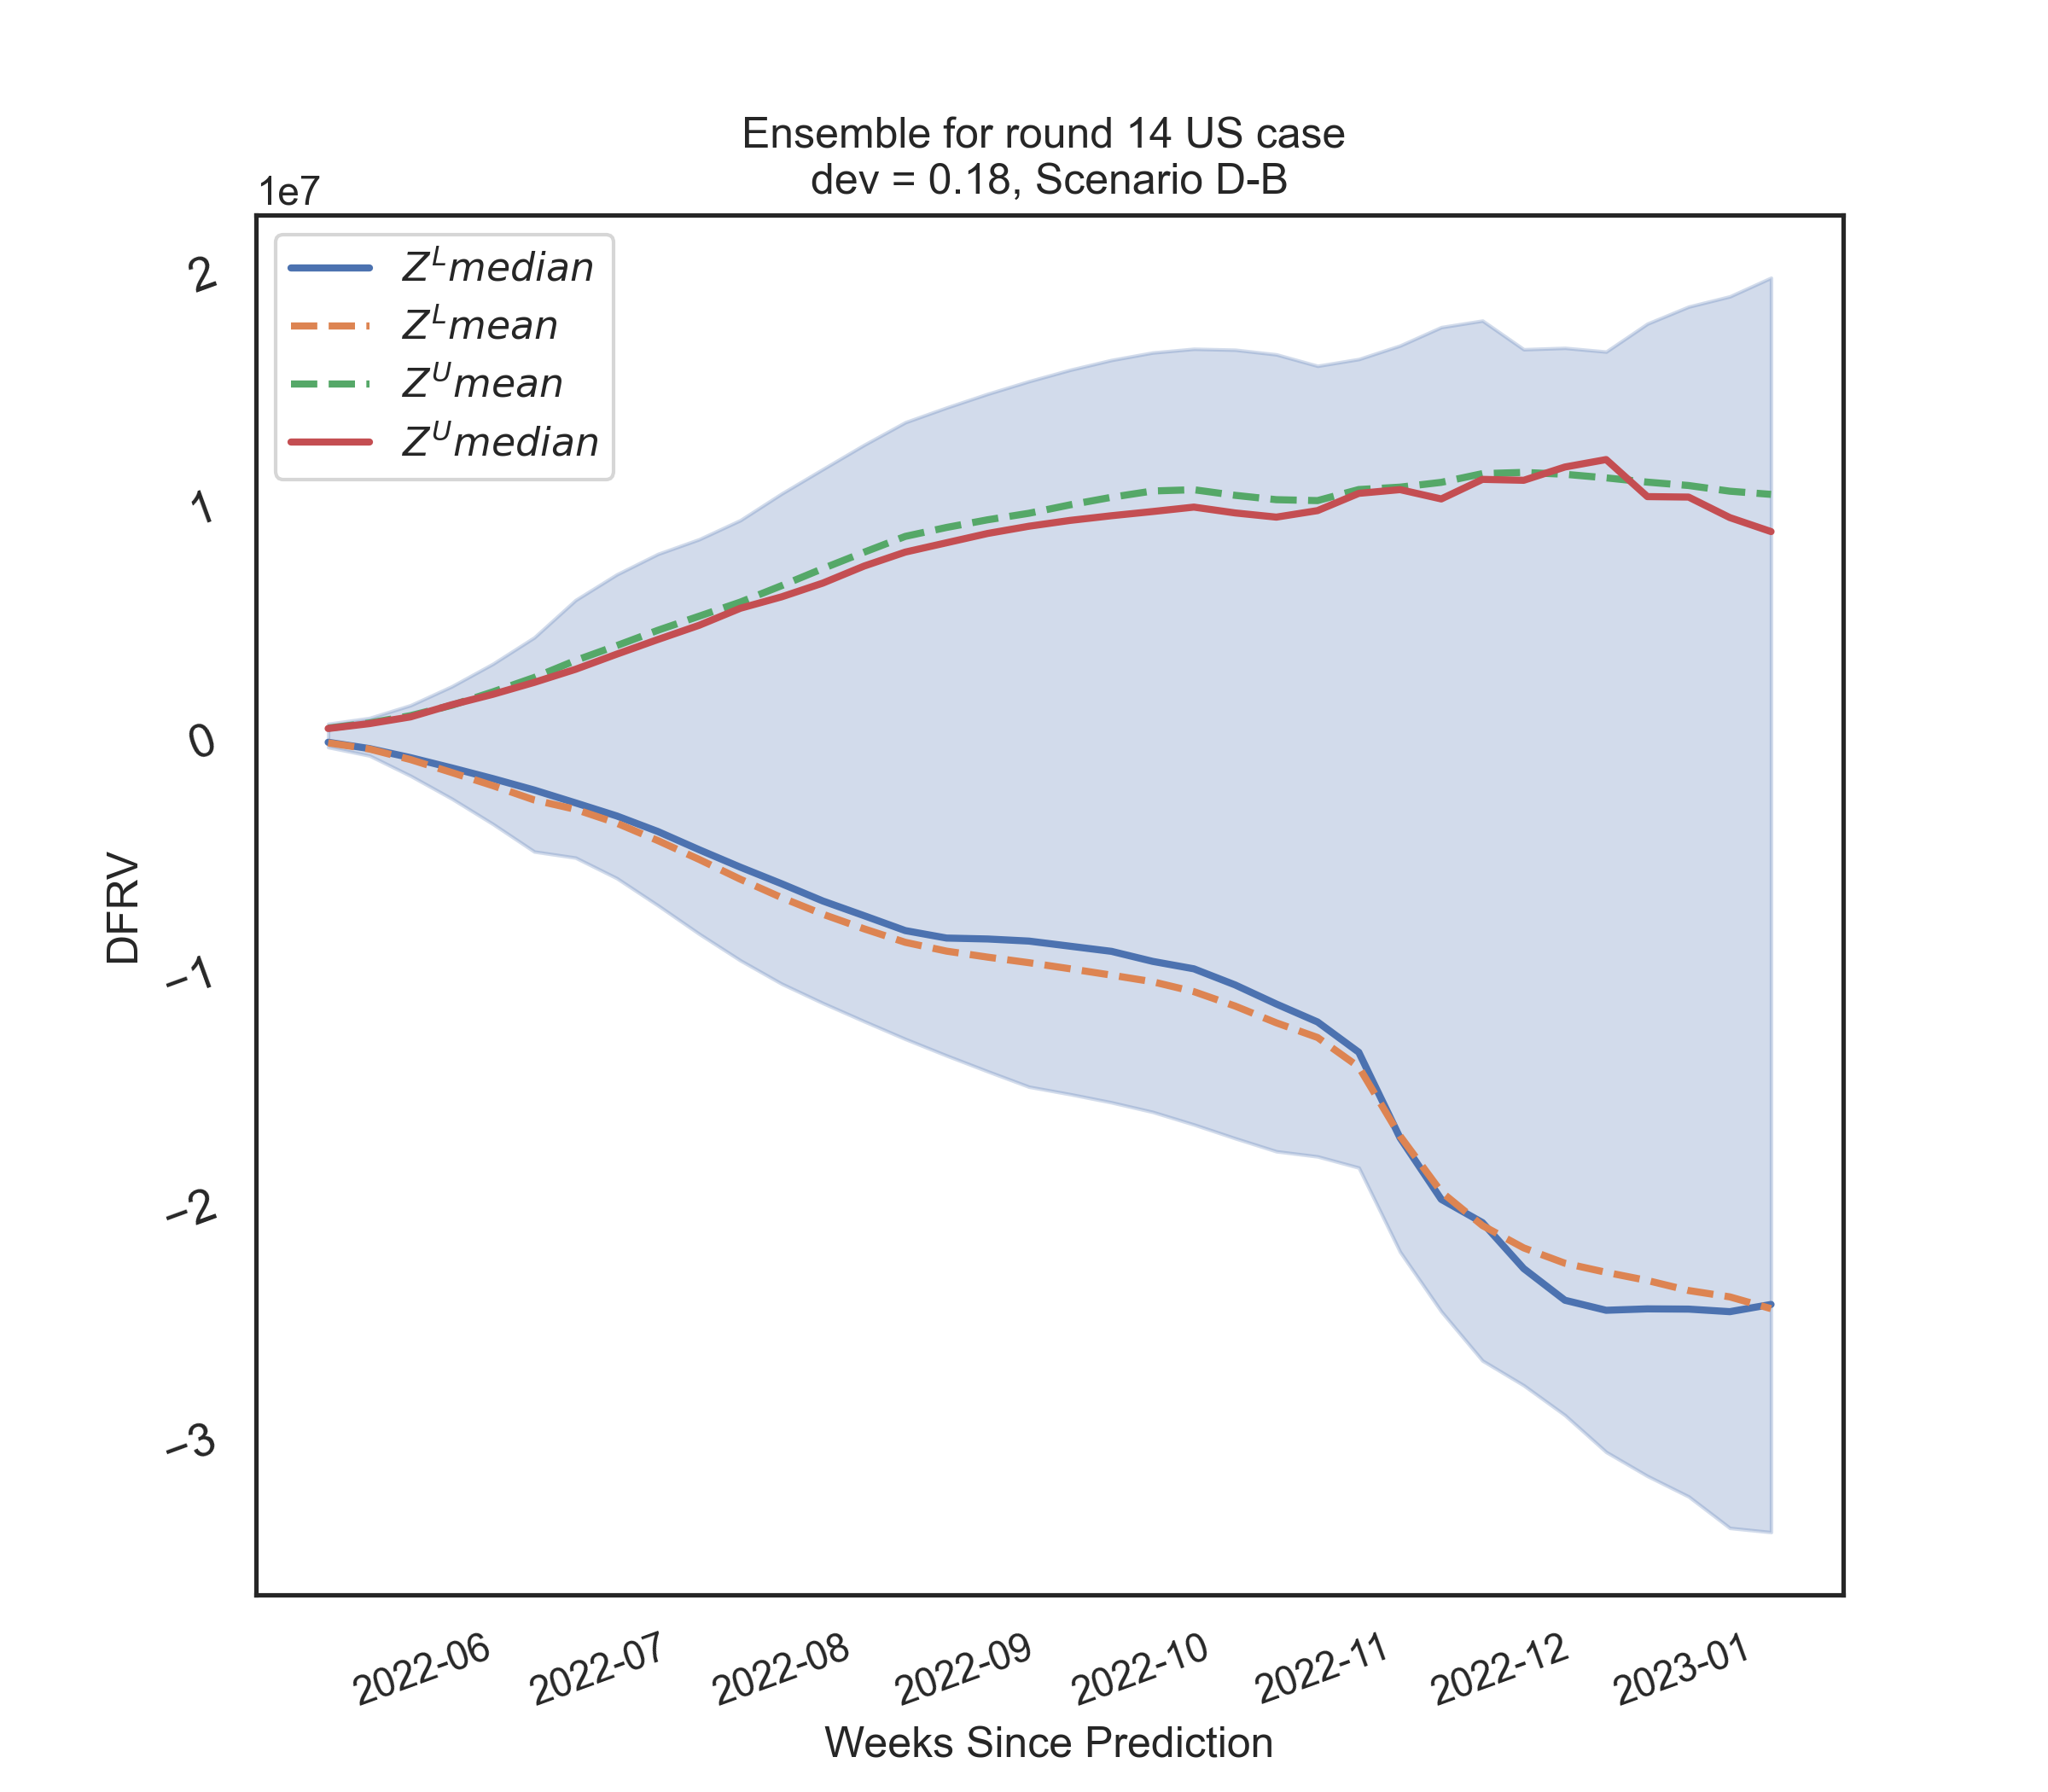 Ensemble for round 14 US case
dev = 0.18, Scenario D-B
1e7
Z^L median
Z^L mean
Z^U mean
Z^U median
2
1
0
−1
−2
−3
DFRV
2022-06 2022-07 2022-08 2022-09 2022-10 2022-11 2022-12 2023-01
Weeks Since Prediction